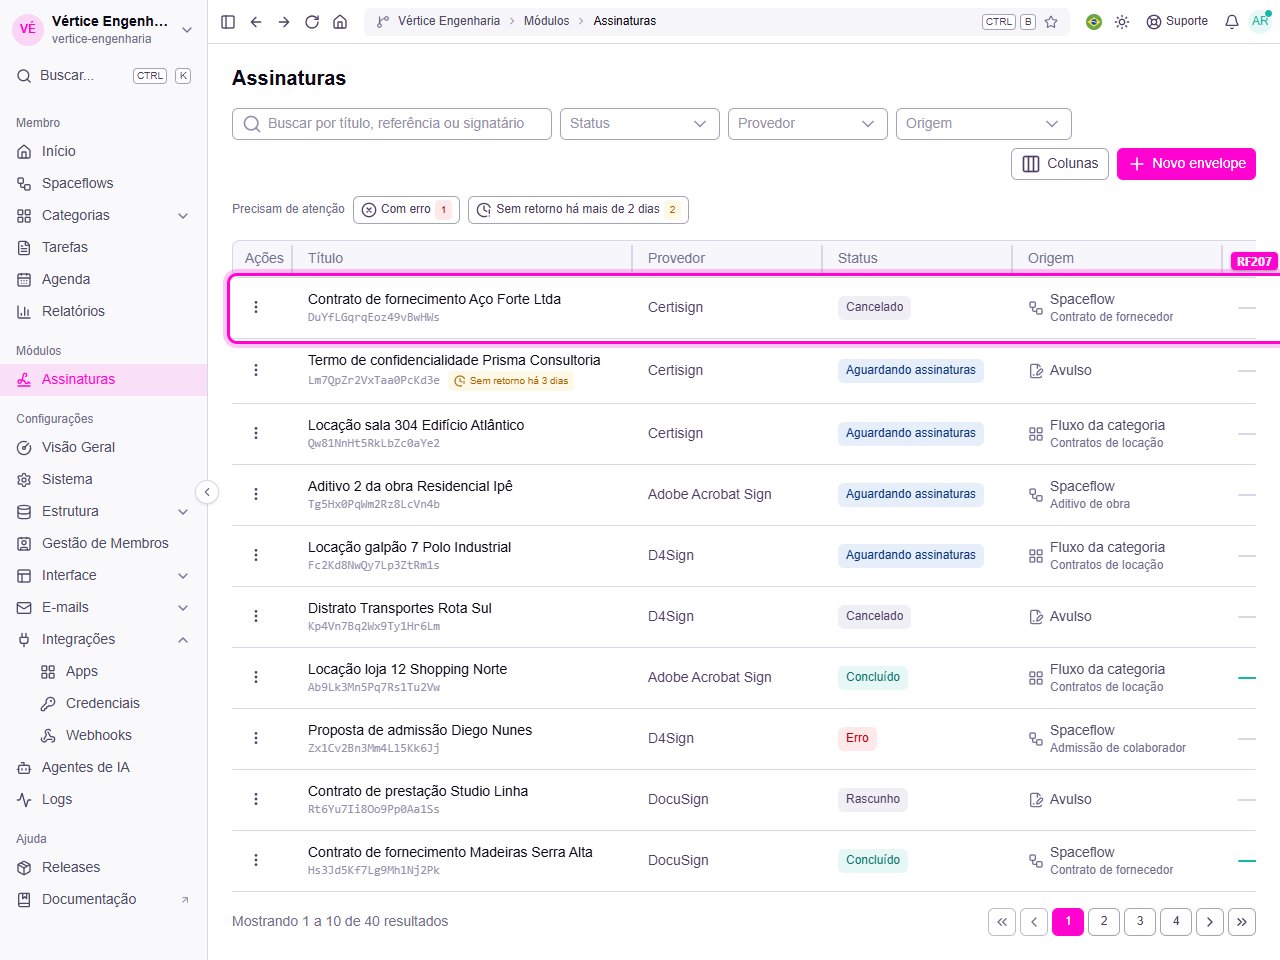 VÉ
Vértice Engenh...
vertice-engenharia
Vértice Engenharia
Módulos
Assinaturas
CTRL B
Suporte
AR
Buscar...
CTRL K
Membro
Início
Spaceflows
Categorias
Tarefas
Agenda
Relatórios
Módulos
Assinaturas
Configurações
Visão Geral
Sistema
Estrutura
Gestão de Membros
Interface
E-mails
Integrações
Apps
Credenciais
Webhooks
Agentes de IA
Logs
Ajuda
Releases
Documentação
Assinaturas
Buscar por título, referência ou signatário
Status
Provedor
Origem
Colunas
Novo envelope
Precisam de atenção
Com erro 1
Sem retorno há mais de 2 dias 2
Ações Título Provedor Status Origem
RF207
Contrato de fornecimento Aço Forte Ltda
DuYfLGqrqEoz49vBwHWs
Certisign
Cancelado
Spaceflow
Contrato de fornecedor
Termo de confidencialidade Prisma Consultoria
Lm7QpZr2VxTaa0PcKd3e
Sem retorno há 3 dias
Certisign
Aguardando assinaturas
Avulso
Locação sala 304 Edifício Atlântico
Qw81NnHt5RkLbZc0aYe2
Certisign
Aguardando assinaturas
Fluxo da categoria
Contratos de locação
Aditivo 2 da obra Residencial Ipê
Tg5Hx0PqWm2Rz8LcVn4b
Adobe Acrobat Sign
Aguardando assinaturas
Spaceflow
Aditivo de obra
Locação galpão 7 Polo Industrial
Fc2Kd8NwQy7Lp3ZtRm1s
D4Sign
Aguardando assinaturas
Fluxo da categoria
Contratos de locação
Distrato Transportes Rota Sul
Kp4Vn7Bq2Wx9Ty1Hr6Lm
D4Sign
Cancelado
Avulso
Locação loja 12 Shopping Norte
Ab9Lk3Mn5Pq7Rs1Tu2Vw
Adobe Acrobat Sign
Concluído
Fluxo da categoria
Contratos de locação
Proposta de admissão Diego Nunes
Zx1Cv2Bn3Mm4Ll5Kk6Jj
D4Sign
Erro
Spaceflow
Admissão de colaborador
Contrato de prestação Studio Linha
Rt6Yu7Ii8Oo9Pp0Aa1Ss
DocuSign
Rascunho
Avulso
Contrato de fornecimento Madeiras Serra Alta
Hs3Jd5Kf7Lg9Mh1Nj2Pk
DocuSign
Concluído
Spaceflow
Contrato de fornecedor
Mostrando 1 a 10 de 40 resultados
1 2 3 4